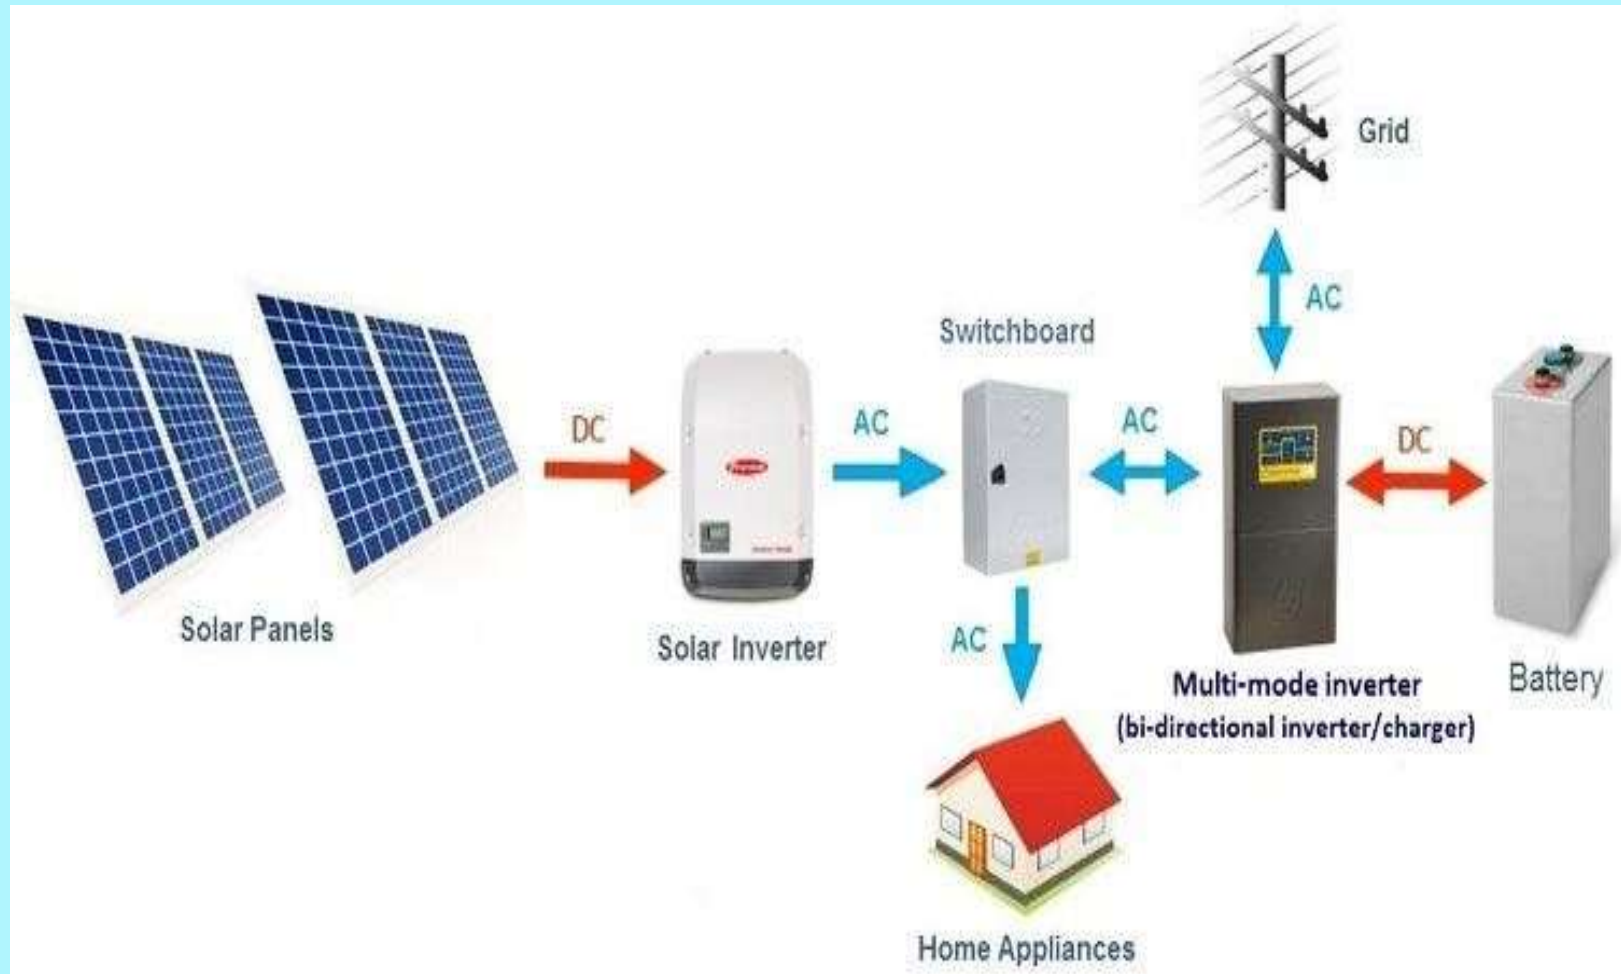 Grid
AC
Switchboard
DC
AC
AC
DC
Solar Panels
Solar Inverter
AC
Multi-mode inverter
(bi-directional inverter/charger)
Battery
Home Appliances